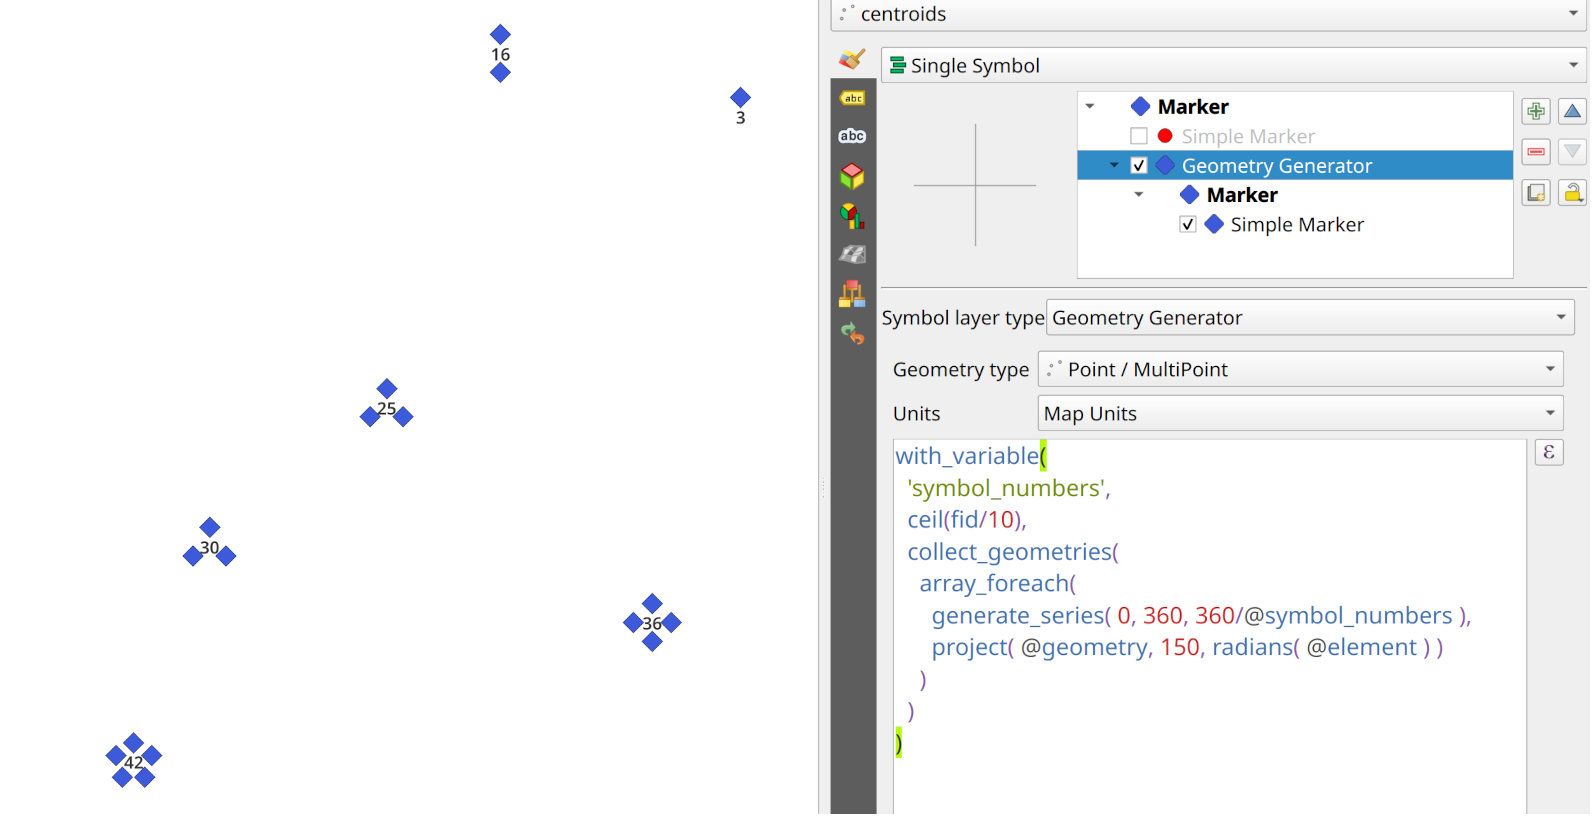 16
3
25
30
36
42
centroids
Single Symbol
abc
abc
Marker
Simple Marker
Geometry Generator
Marker
Simple Marker
Symbol layer type Geometry Generator
Geometry type Point / MultiPoint
Units Map Units
ε
with_variable(
'symbol_numbers',
ceil(fid/10),
collect_geometries(
array_foreach(
generate_series( 0, 360, 360/@symbol_numbers ),
project( @geometry, 150, radians( @element ) )
)
)
)